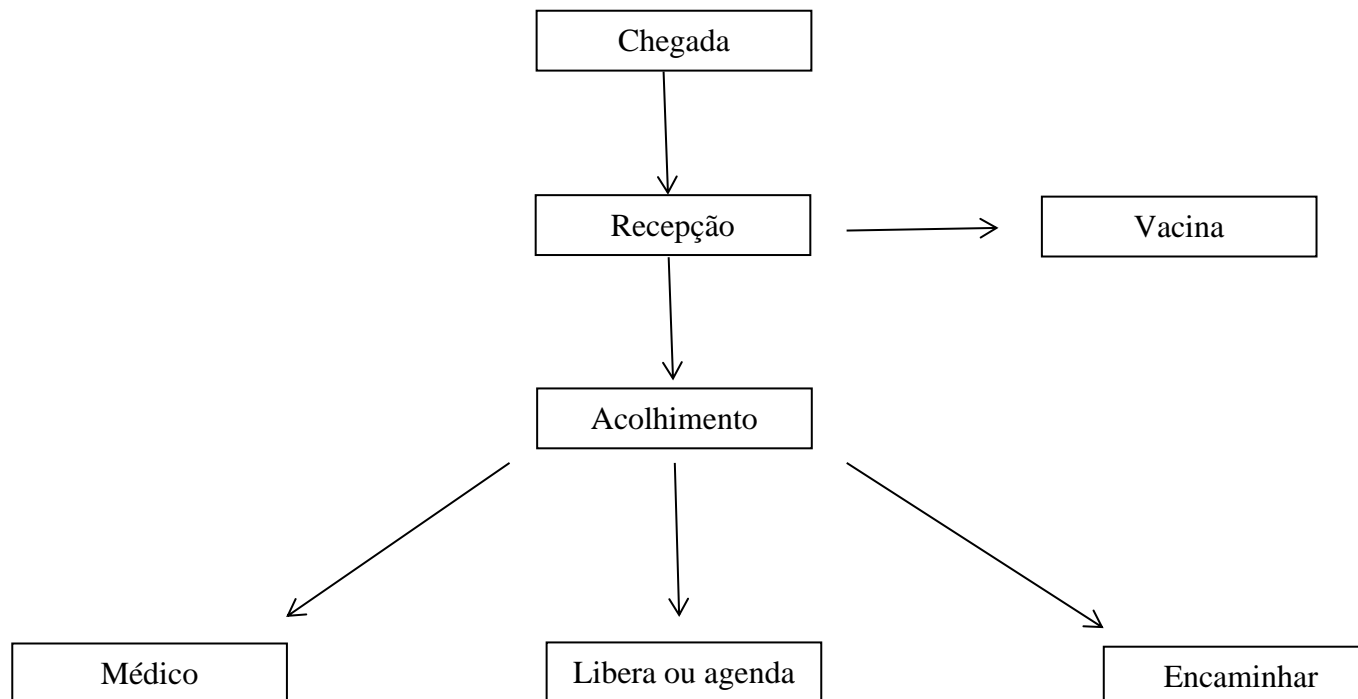 Chegada
Recepção
Vacina
Acolhimento
Médico
Libera ou agenda
Encaminhar